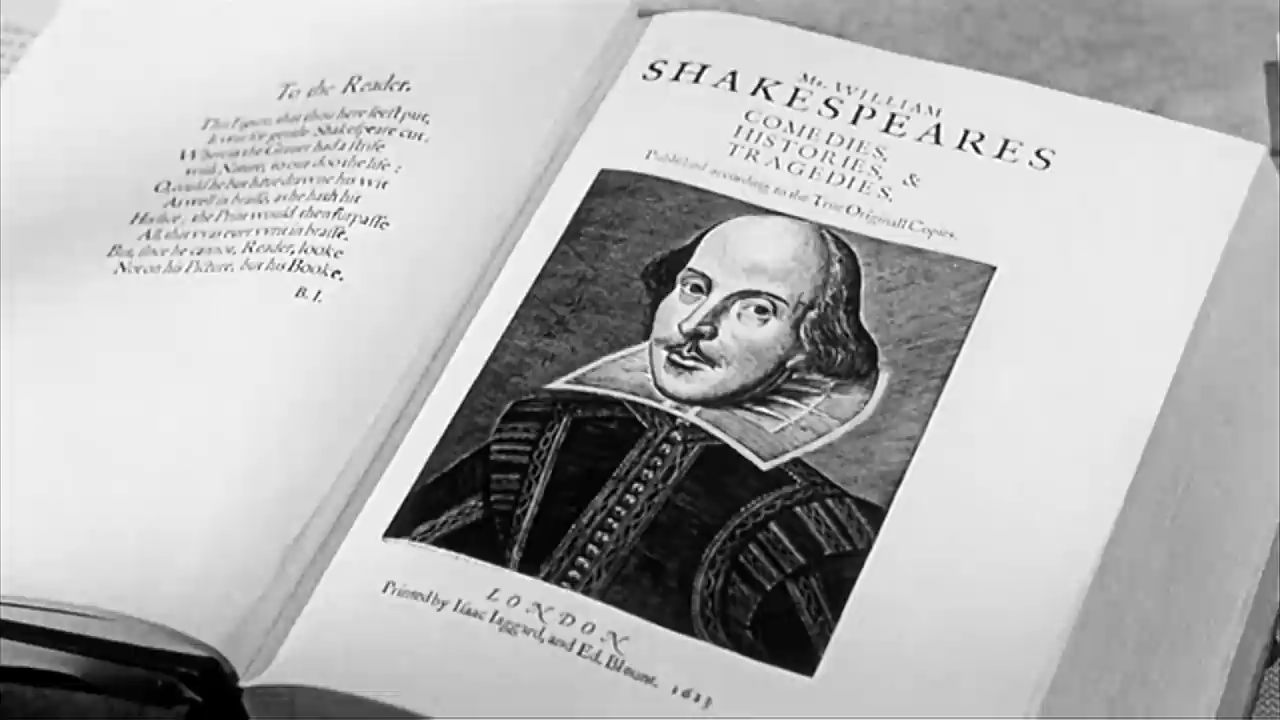 To the Reader.
This Figure, that thou here seest put,
It was for gentle Shakespeare cut;
Wherein the Graver had a strife
with Nature, to out-doo the life:
O, could he but have drawne his wit
As well in brasse, as he hath hit
His face; the Print would then surpasse
All, that was ever writ in brasse.
But, since he cannot, Reader, looke
Not on his Picture, but his Booke.
B. I.
Mr. WILLIAM
SHAKESPEARES
COMEDIES,
HISTORIES, &
TRAGEDIES.
Published according to the True Originall Copies.
LONDON
Printed by Isaac Iaggard, and Ed. Blount. 1623